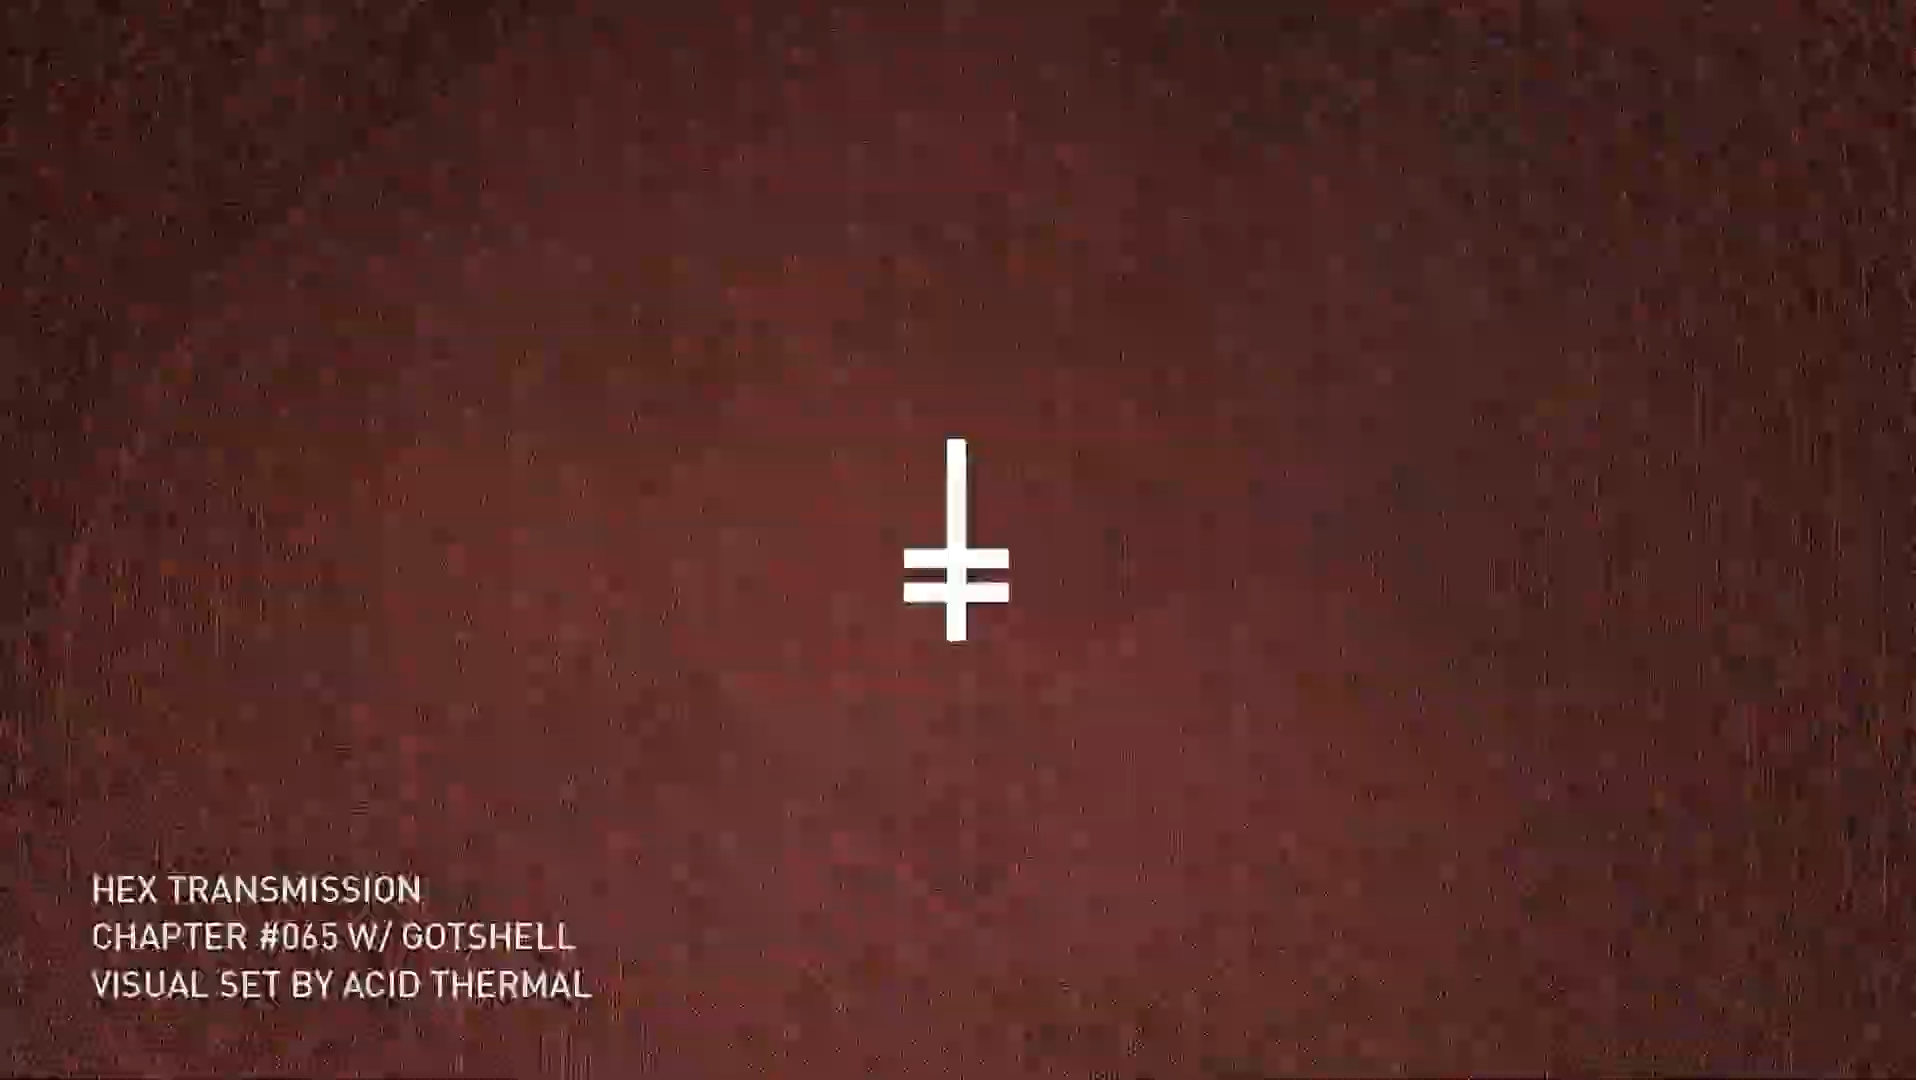 HEX TRANSMISSION
CHAPTER #065 W/ GOTSHELL
VISUAL SET BY ACID THERMAL